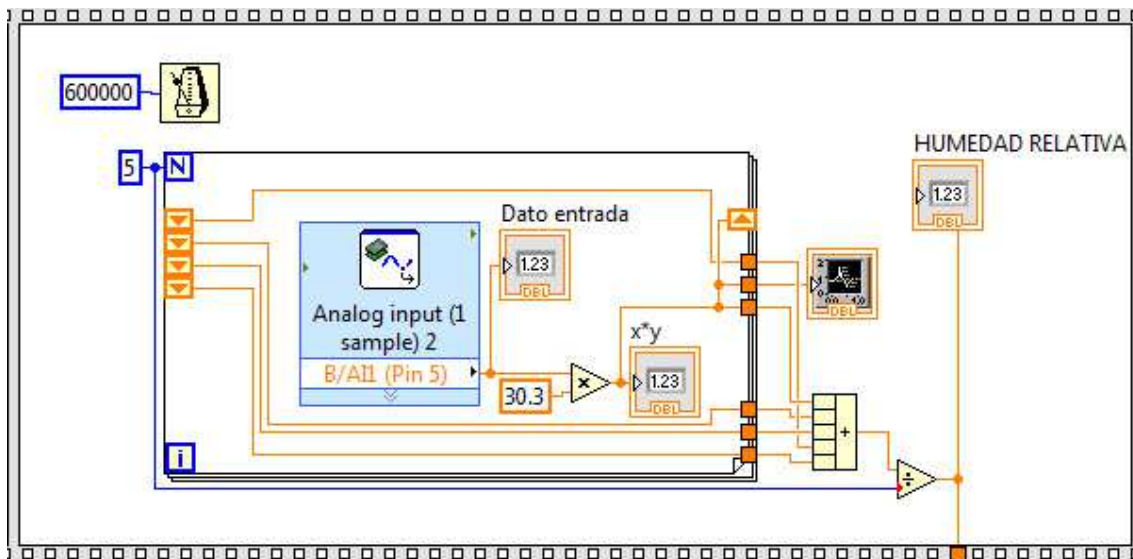 600000
HUMEDAD RELATIVA
1.23
DBL
5
N
Dato entrada
1.23
DBL
Analog input (1
sample) 2
B/AI1 (Pin 5)
x*y
30.3
×
1.23
DBL
DBL
+
÷
i